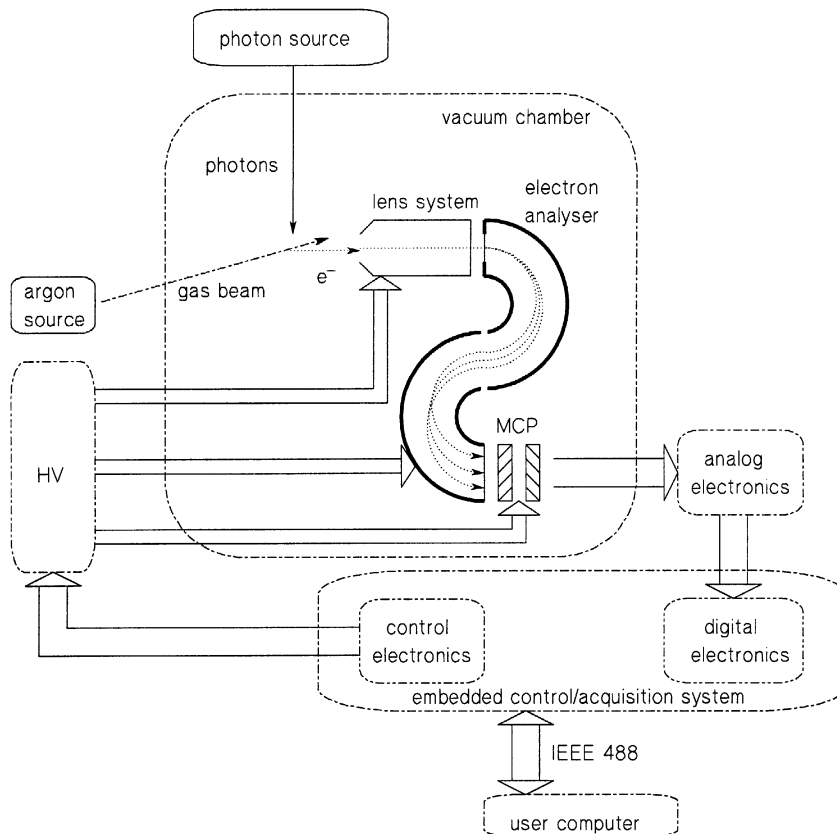 photon source
vacuum chamber
photons
lens system
electron
analyser
e⁻
gas beam
argon
source
MCP
HV
analog
electronics
control
electronics
digital
electronics
embedded control/acquisition system
IEEE 488
user computer